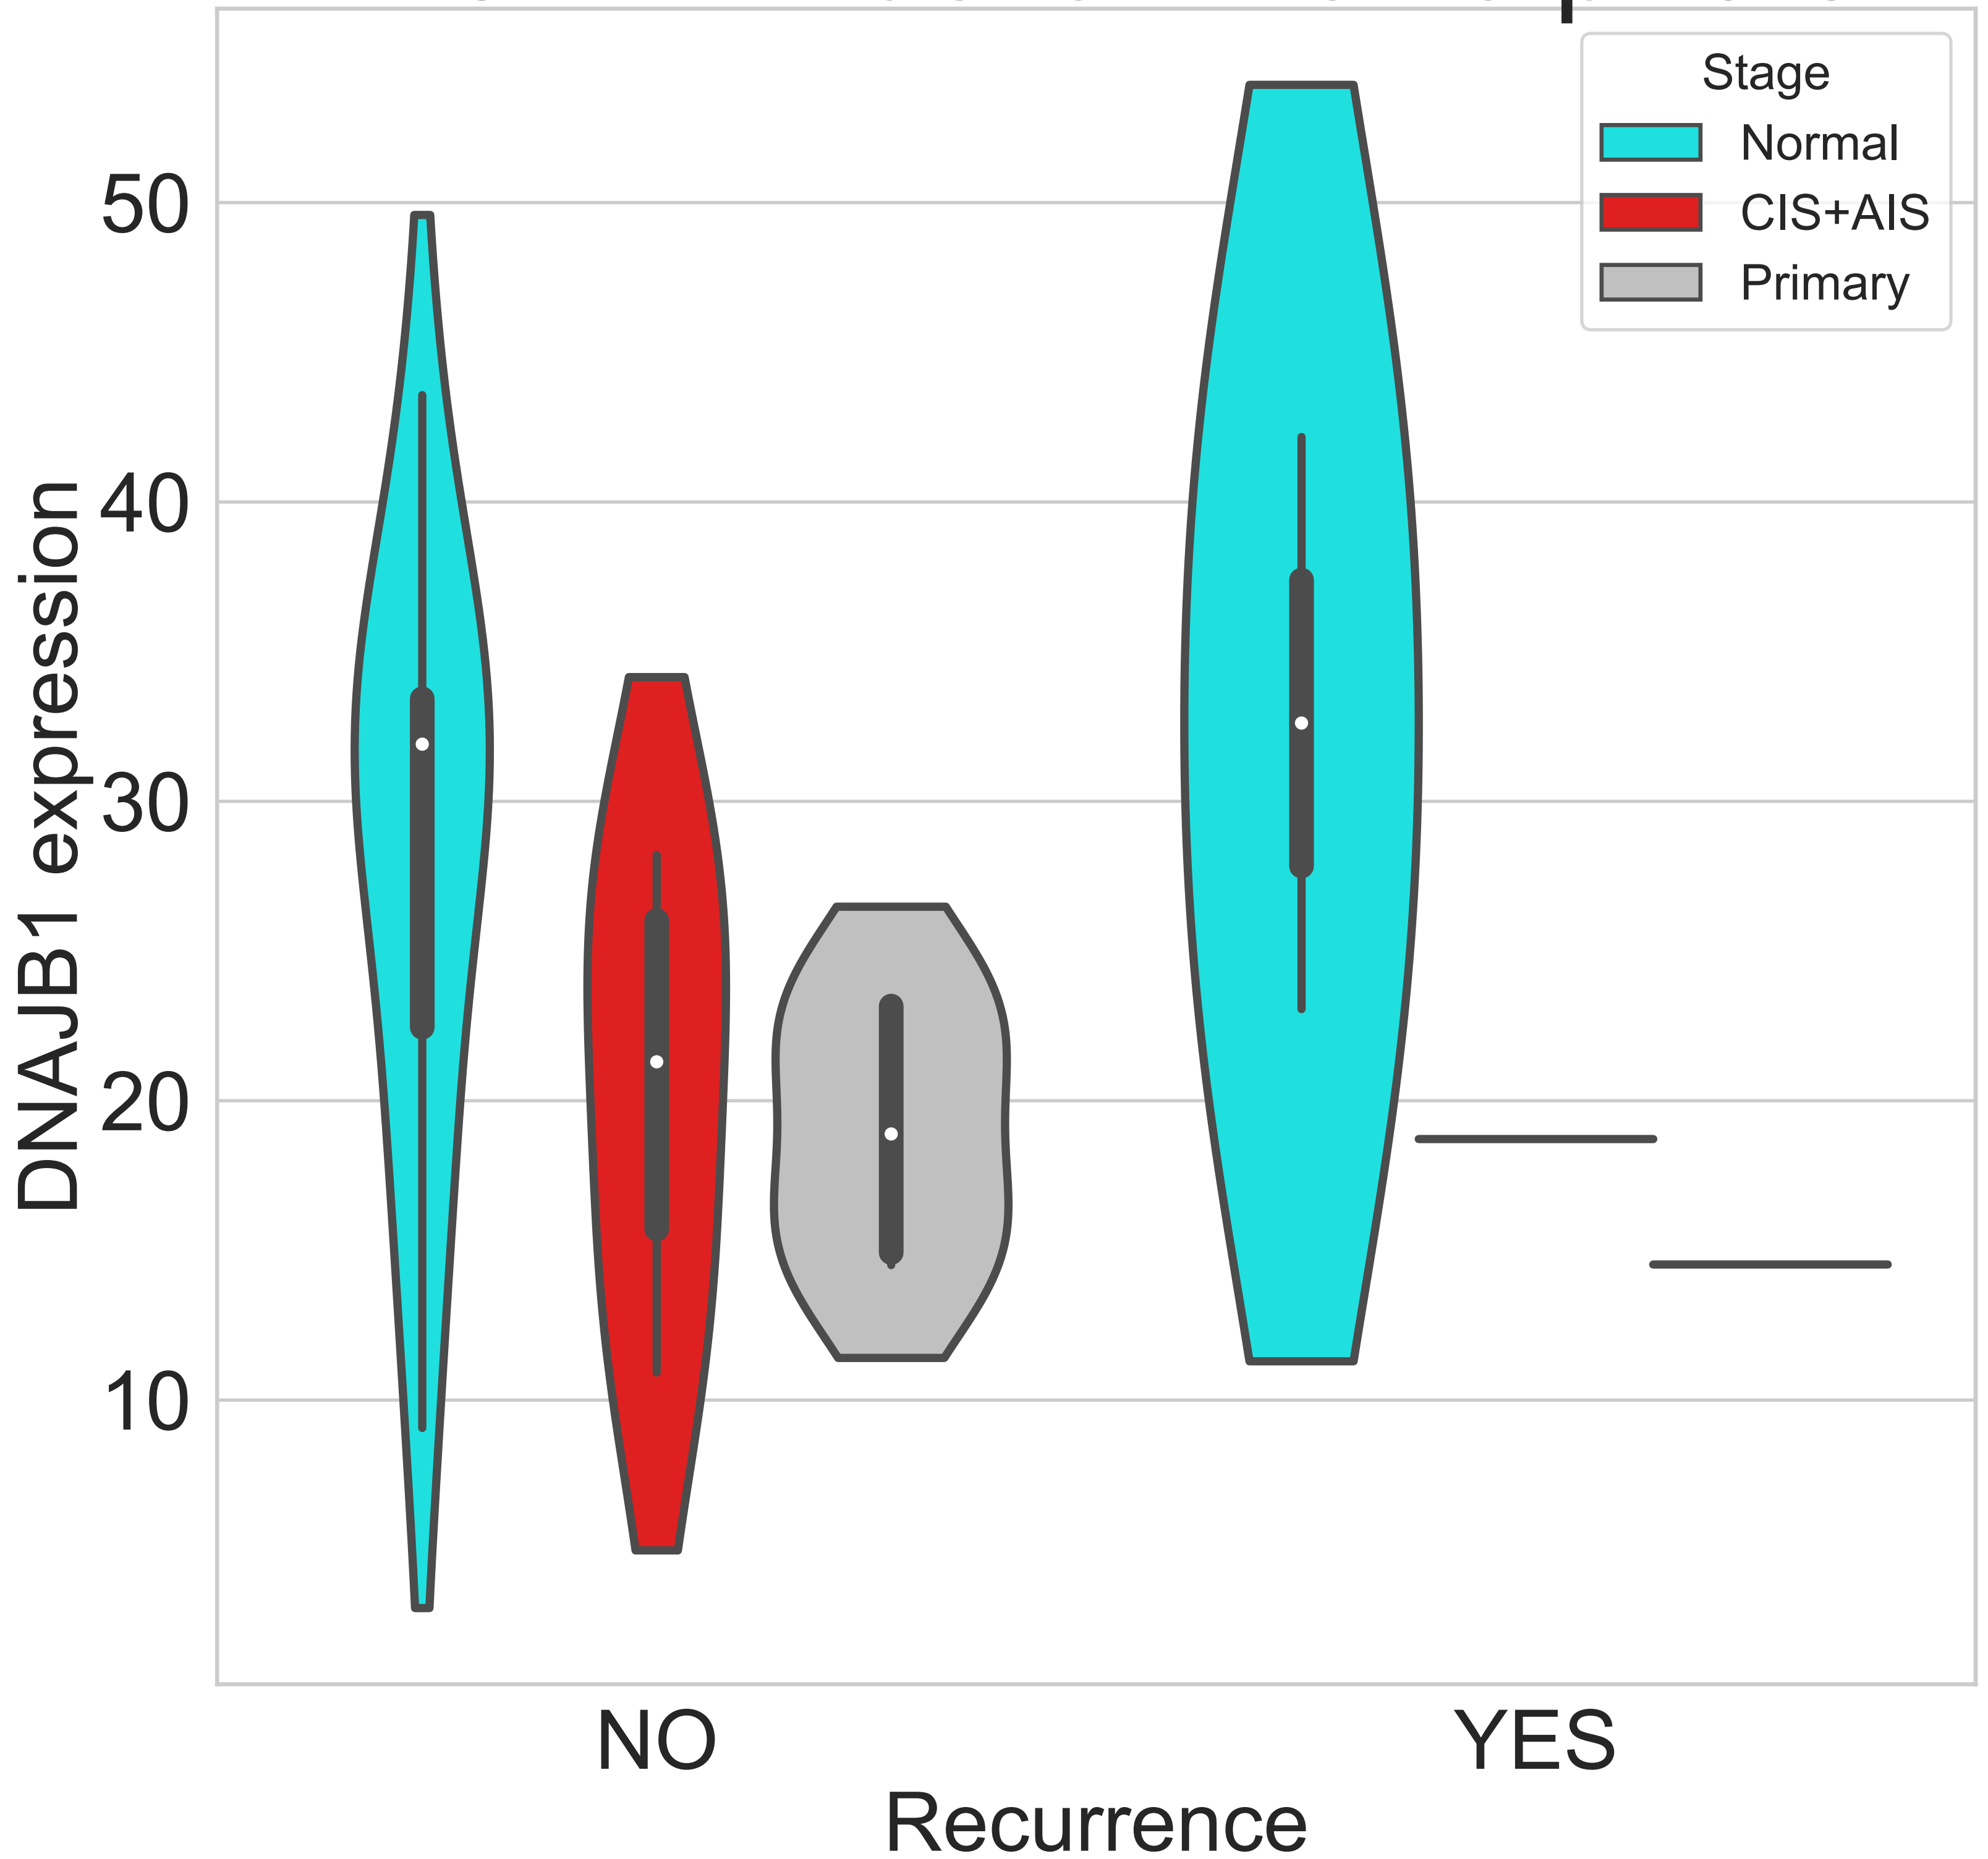 Stage
Normal
CIS+AIS
Primary
50
40
30
20
10
DNAJB1 expression
NO
YES
Recurrence